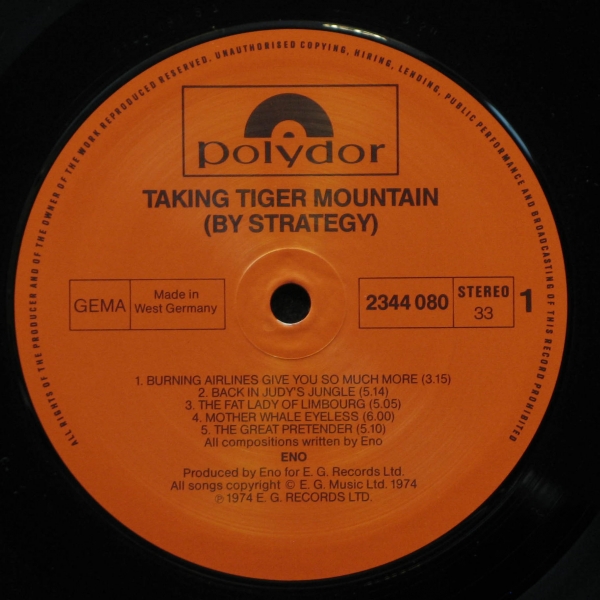 ALL RIGHTS OF THE PRODUCER AND OF THE OWNER OF THE WORK REPRODUCED RESERVED. UNAUTHORISED COPYING, HIRING, LENDING, PUBLIC PERFORMANCE AND BROADCASTING OF THIS RECORD PROHIBITED
polydor
TAKING TIGER MOUNTAIN
(BY STRATEGY)
GEMA
Made in
West Germany
2344 080
STEREO
33
1
1. BURNING AIRLINES GIVE YOU SO MUCH MORE (3.15)
2. BACK IN JUDY'S JUNGLE (5.14)
3. THE FAT LADY OF LIMBOURG (5.05)
4. MOTHER WHALE EYELESS (6.00)
5. THE GREAT PRETENDER (5.10)
All compositions written by Eno
ENO
Produced by Eno for E. G. Records Ltd.
All songs copyright © E. G. Music Ltd. 1974
℗ 1974 E. G. RECORDS LTD.